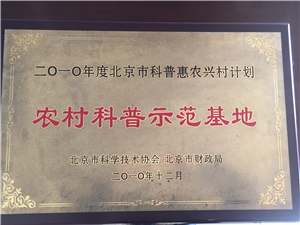 二〇一〇年度北京市科普惠农兴村计划
农村科普示范基地
北京市科学技术协会 北京市财政局
二〇一〇年十二月